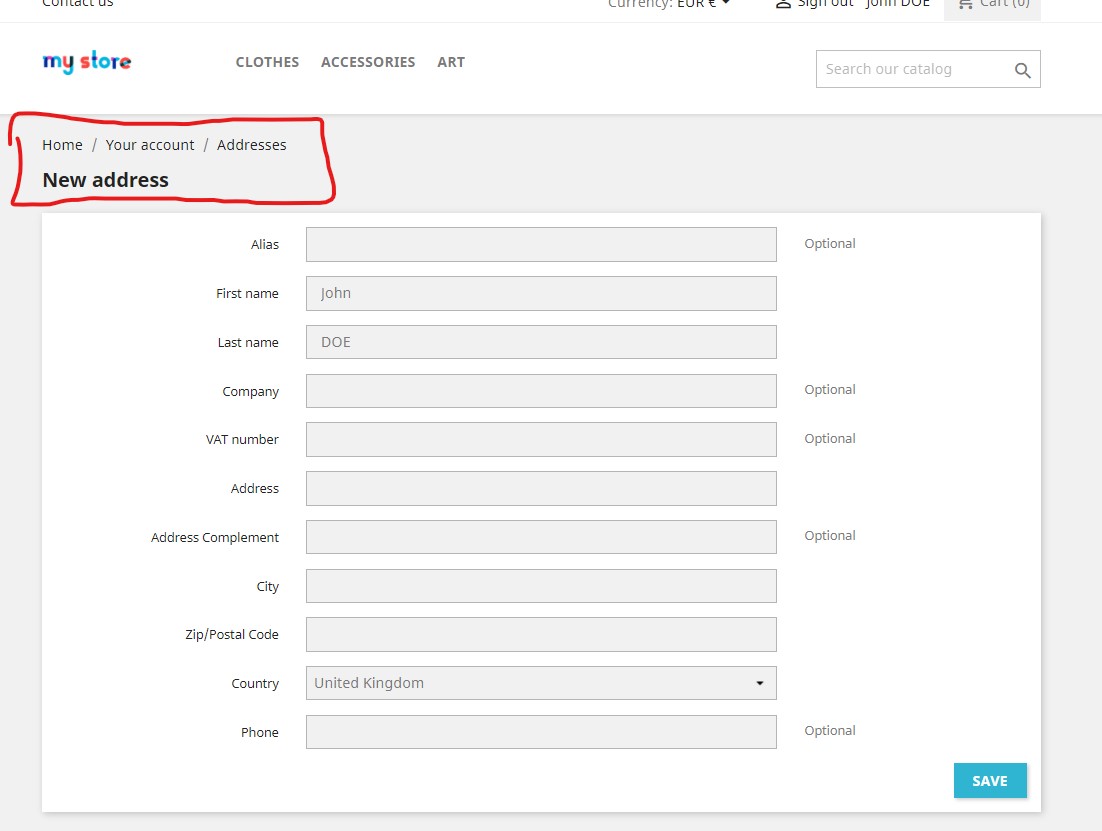 Contact us Currency: EUR € Sign out John DOE Cart (0)
my store CLOTHES ACCESSORIES ART Search our catalog
Home / Your account / Addresses
New address
Alias Optional
First name John
Last name DOE
Company Optional
VAT number Optional
Address
Address Complement Optional
City
Zip/Postal Code
Country United Kingdom
Phone Optional
SAVE